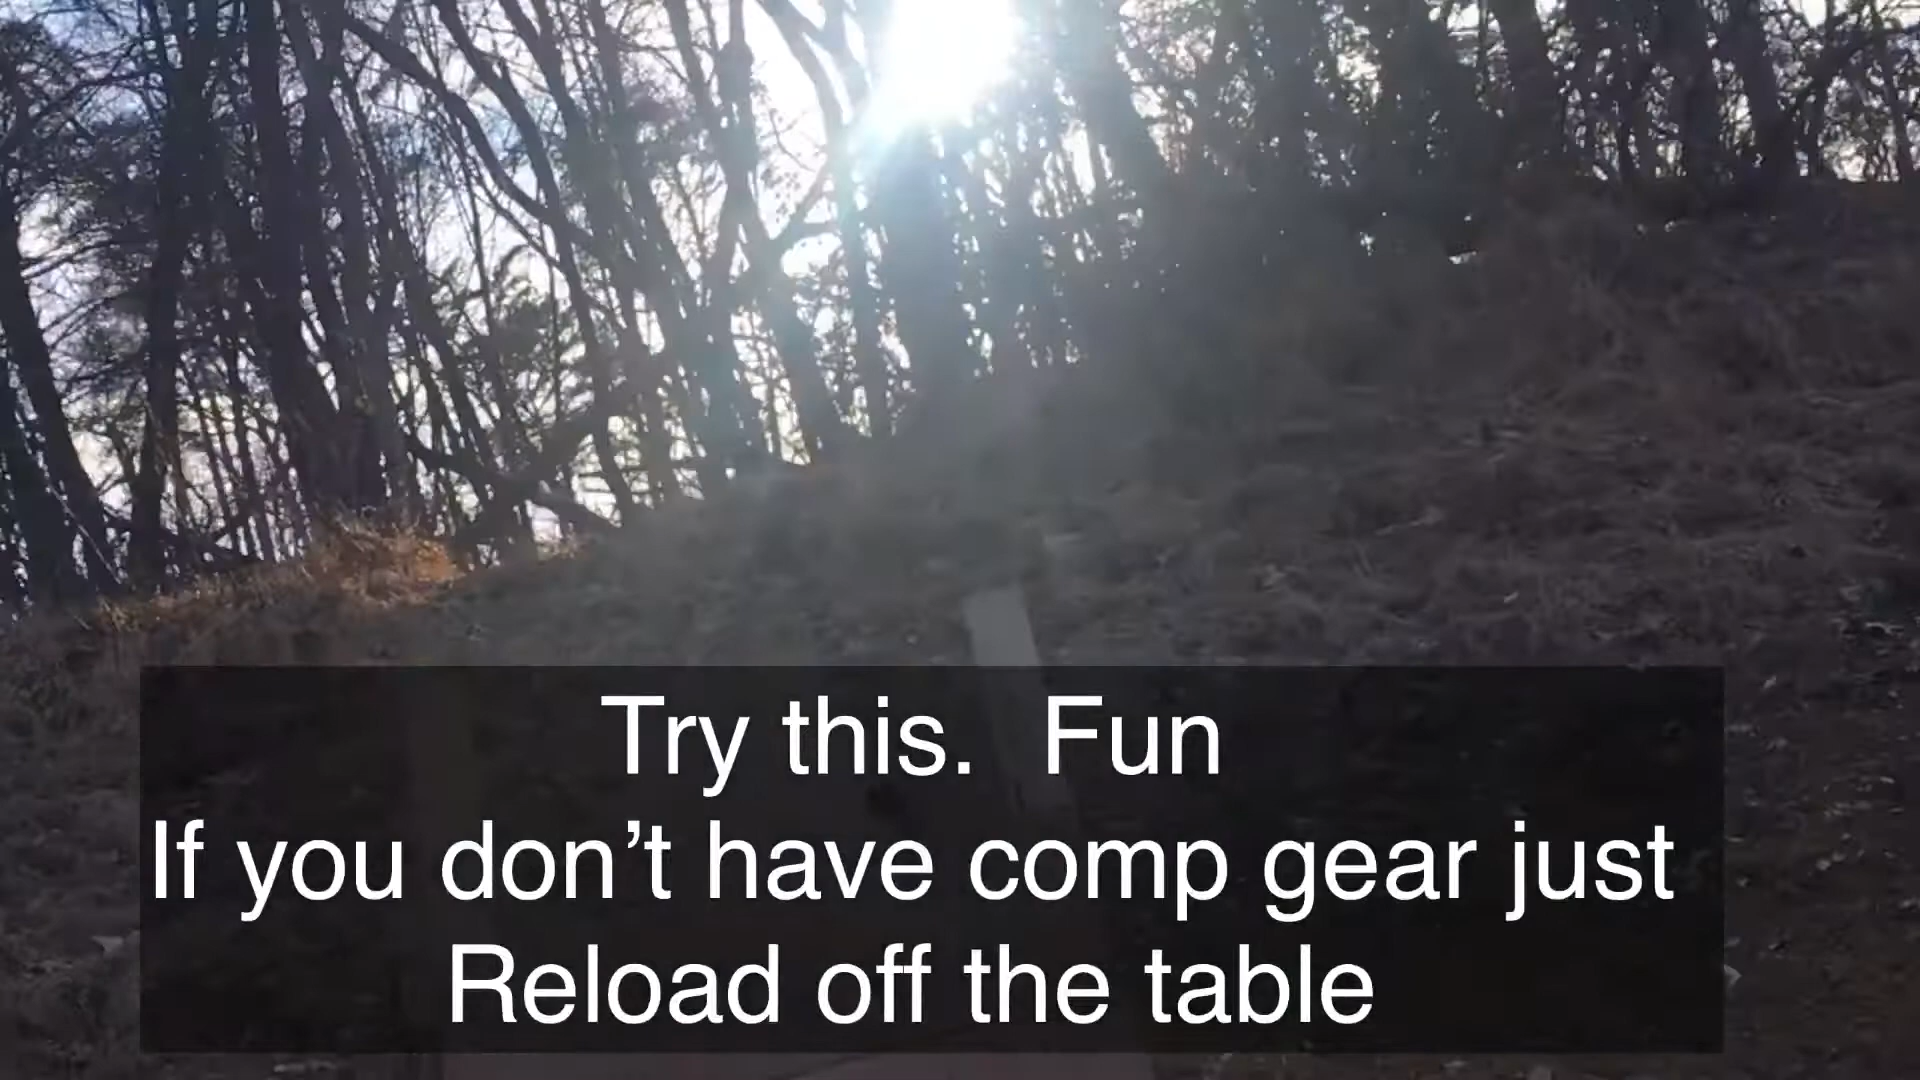 Try this.  Fun
If you don’t have comp gear just
Reload off the table